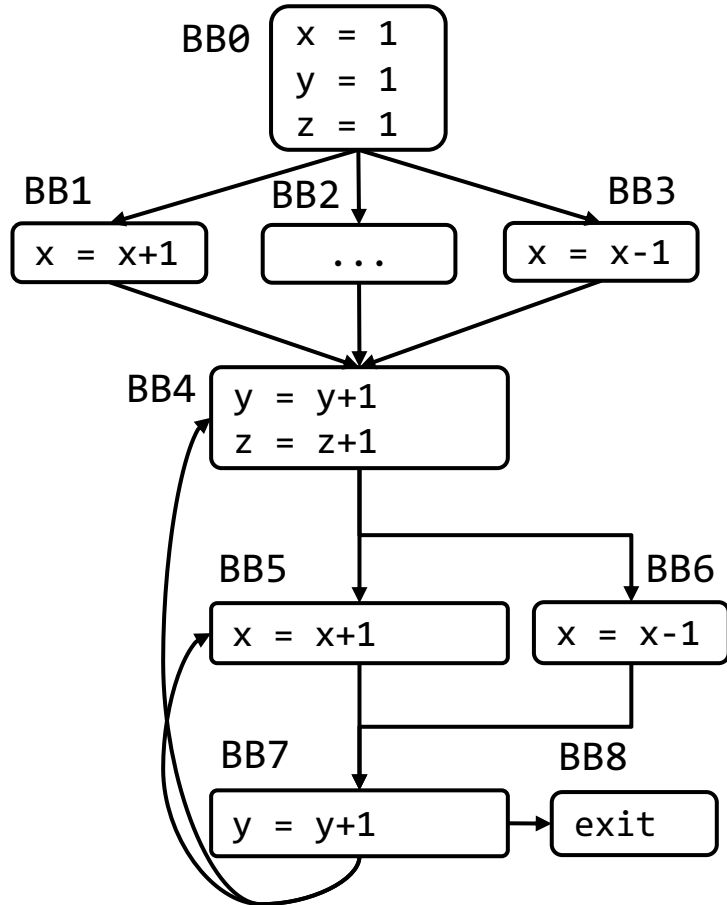 BB0
x = 1
y = 1
z = 1
BB1
BB2
BB3
x = x+1
...
x = x-1
BB4
y = y+1
z = z+1
BB5
BB6
x = x+1
x = x-1
BB7
BB8
y = y+1
exit